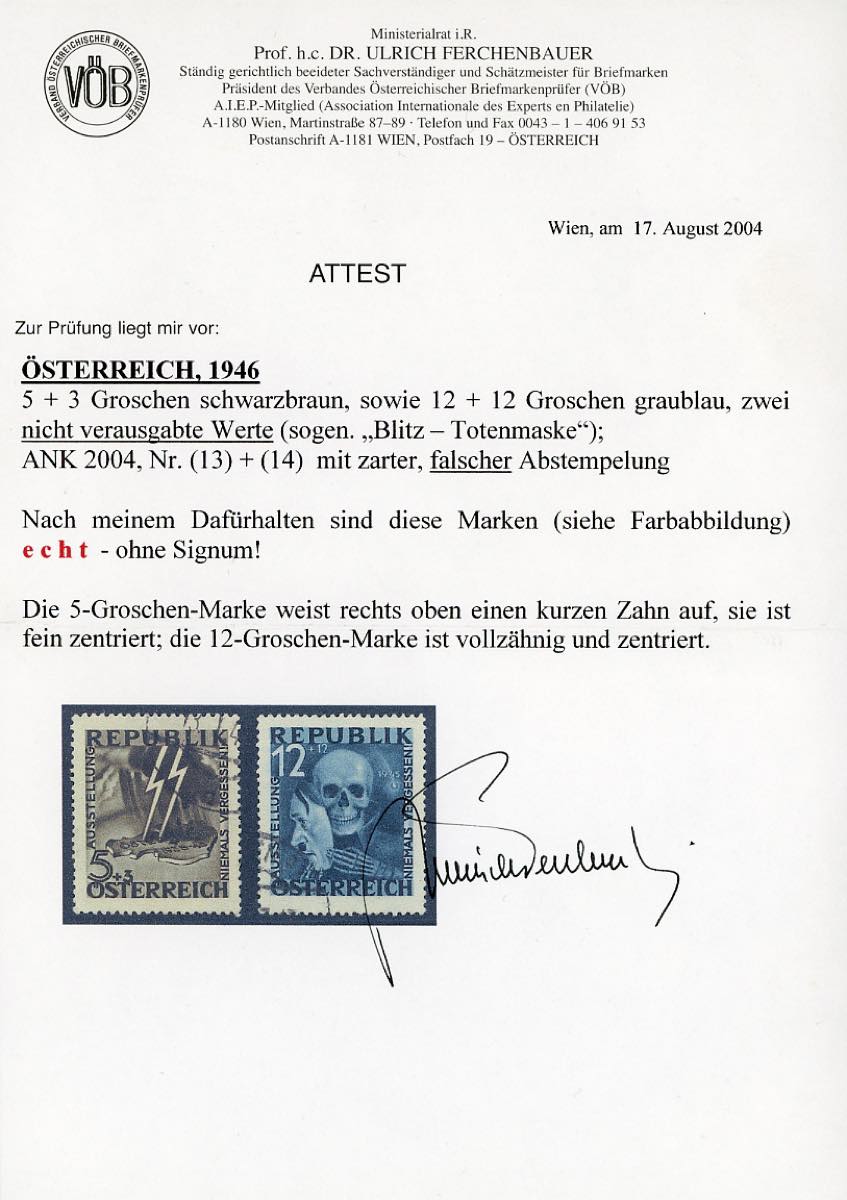 VERBAND ÖSTERREICHISCHER BRIEFMARKENPRÜFER
VÖB
Ministerialrat i.R.
Prof. h.c. DR. ULRICH FERCHENBAUER
Ständig gerichtlich beeideter Sachverständiger und Schätzmeister für Briefmarken
Präsident des Verbandes Österreichischer Briefmarkenprüfer (VÖB)
A.I.E.P.-Mitglied (Association Internationale des Experts en Philatelie)
A-1180 Wien, Martinstraße 87–89 · Telefon und Fax 0043 – 1 – 406 91 53
Postanschrift A-1181 WIEN, Postfach 19 – ÖSTERREICH
Wien, am 17. August 2004
ATTEST
Zur Prüfung liegt mir vor:
ÖSTERREICH, 1946
5 + 3 Groschen schwarzbraun, sowie 12 + 12 Groschen graublau, zwei
nicht verausgabte Werte (sogen. „Blitz – Totenmaske“);
ANK 2004, Nr. (13) + (14) mit zarter, falscher Abstempelung
Nach meinem Dafürhalten sind diese Marken (siehe Farbabbildung)
e c h t - ohne Signum!
Die 5-Groschen-Marke weist rechts oben einen kurzen Zahn auf, sie ist
fein zentriert; die 12-Groschen-Marke ist vollzähnig und zentriert.
REPUBLIK
AUSSTELLUNG
NIEMALS VERGESSEN!
5+3
ÖSTERREICH
REPUBLIK
12+12
AUSSTELLUNG
NIEMALS VERGESSEN!
ÖSTERREICH